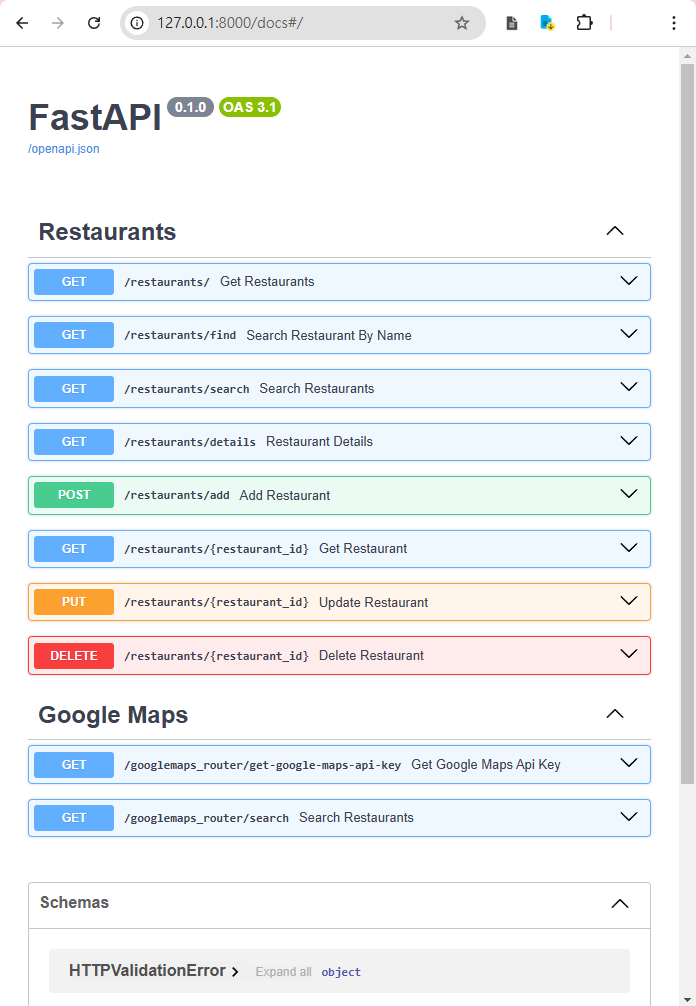 127.0.0.1:8000/docs#/
FastAPI 0.1.0 OAS 3.1
/openapi.json
Restaurants
GET /restaurants/ Get Restaurants
GET /restaurants/find Search Restaurant By Name
GET /restaurants/search Search Restaurants
GET /restaurants/details Restaurant Details
POST /restaurants/add Add Restaurant
GET /restaurants/{restaurant_id} Get Restaurant
PUT /restaurants/{restaurant_id} Update Restaurant
DELETE /restaurants/{restaurant_id} Delete Restaurant
Google Maps
GET /googlemaps_router/get-google-maps-api-key Get Google Maps Api Key
GET /googlemaps_router/search Search Restaurants
Schemas
HTTPValidationError Expand all object